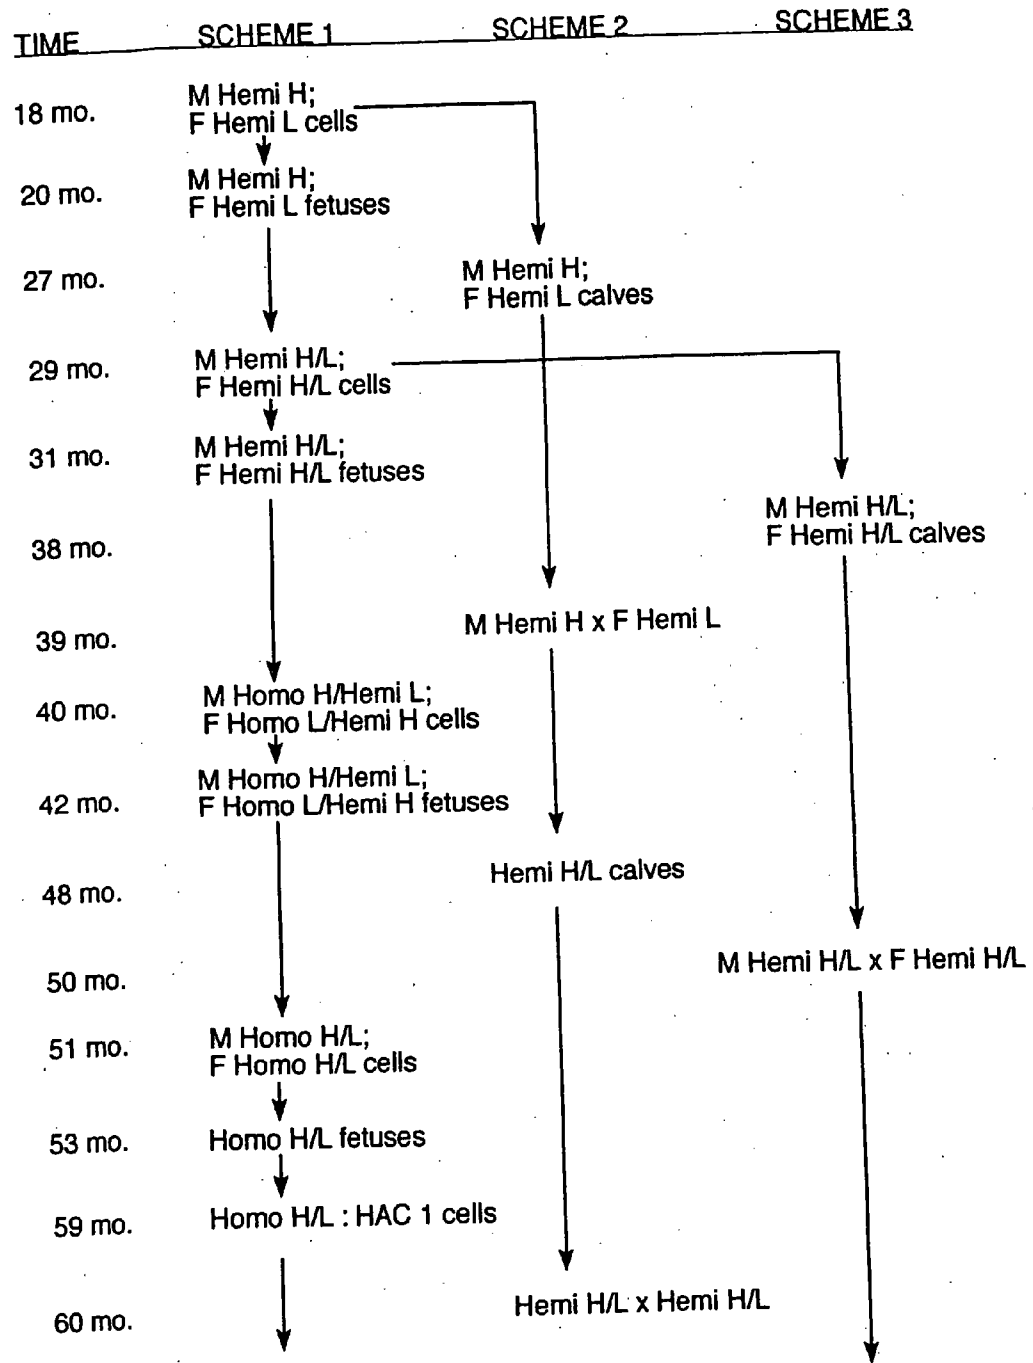 TIME SCHEME 1 SCHEME 2 SCHEME 3
18 mo. M Hemi H;
F Hemi L cells
20 mo. M Hemi H;
F Hemi L fetuses
27 mo. M Hemi H;
F Hemi L calves
29 mo. M Hemi H/L;
F Hemi H/L cells
31 mo. M Hemi H/L;
F Hemi H/L fetuses
M Hemi H/L;
F Hemi H/L calves
38 mo.
39 mo. M Hemi H x F Hemi L
40 mo. M Homo H/Hemi L;
F Homo L/Hemi H cells
42 mo. M Homo H/Hemi L;
F Homo L/Hemi H fetuses
48 mo. Hemi H/L calves
50 mo. M Hemi H/L x F Hemi H/L
51 mo. M Homo H/L;
F Homo H/L cells
53 mo. Homo H/L fetuses
59 mo. Homo H/L : HAC 1 cells
60 mo. Hemi H/L x Hemi H/L